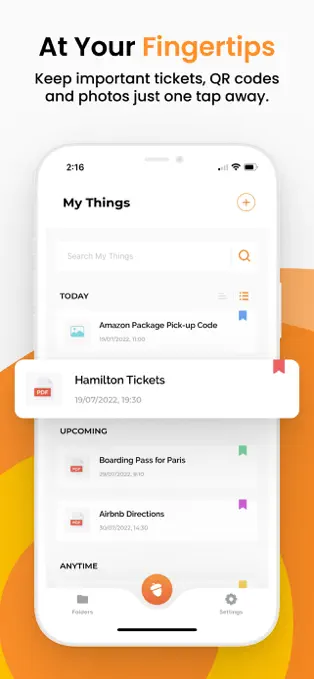 At Your Fingertips
Keep important tickets, QR codes
and photos just one tap away.
2:16
My Things
Search My Things
TODAY
Amazon Package Pick-up Code
19/07/2022, 11:00
PDF
Hamilton Tickets
19/07/2022, 19:30
UPCOMING
Boarding Pass for Paris
PDF
29/07/2022, 9:10
Airbnb Directions
PDF
30/07/2022, 14:30
ANYTIME
Folders
Settings